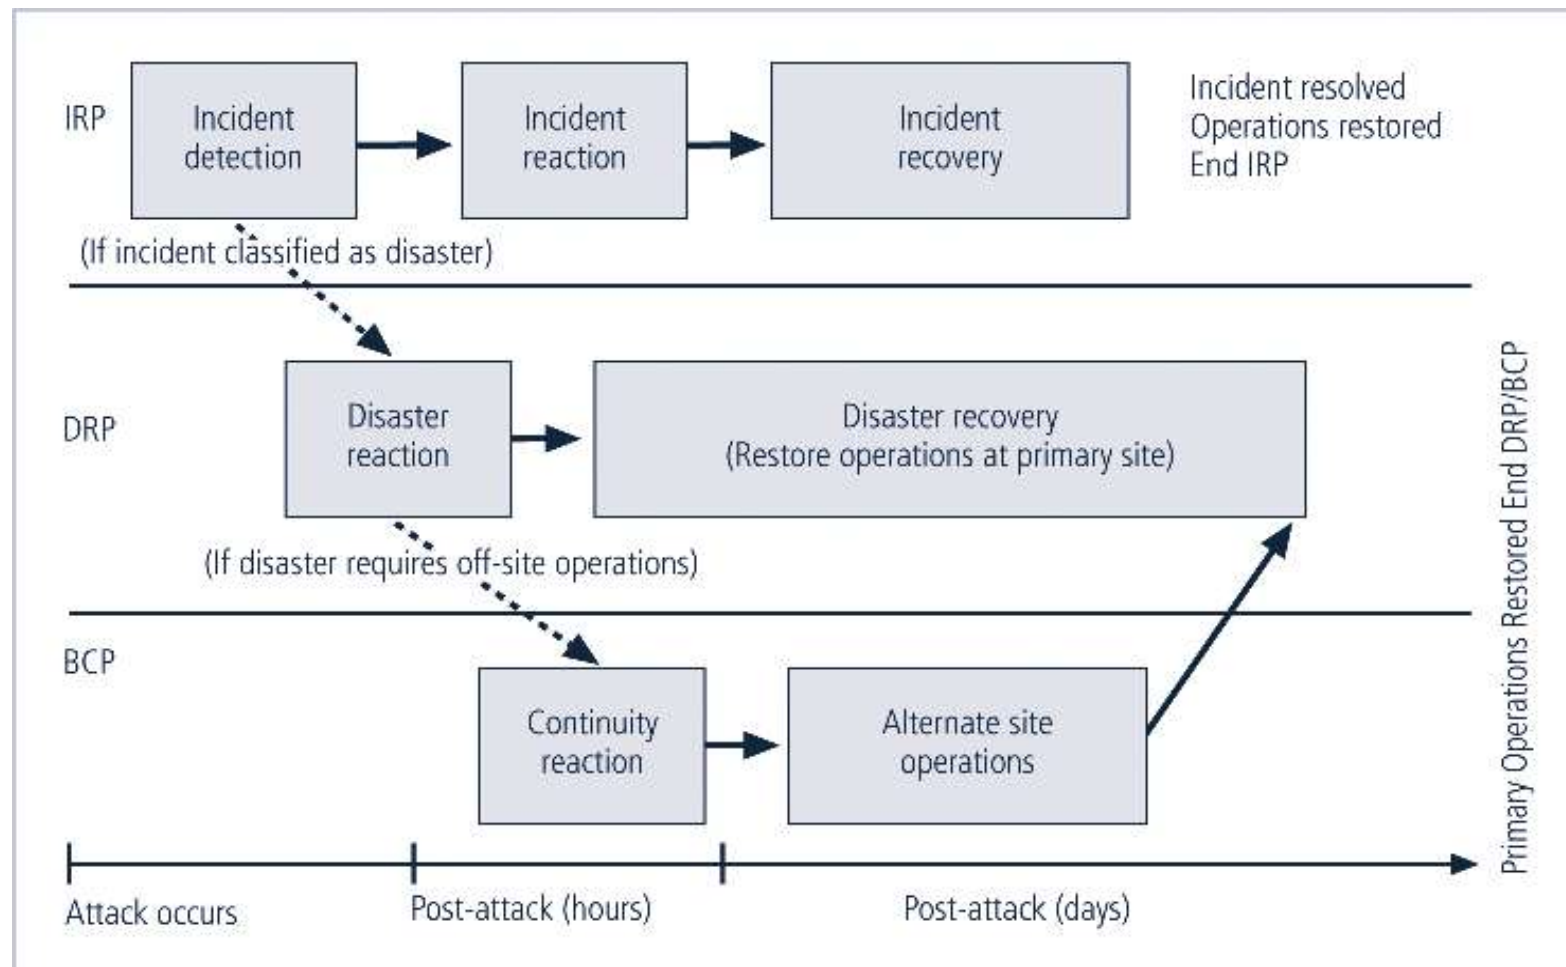 IRP
Incident
detection
Incident
reaction
Incident
recovery
Incident resolved
Operations restored
End IRP
(If incident classified as disaster)
DRP
Disaster
reaction
Disaster recovery
(Restore operations at primary site)
(If disaster requires off-site operations)
BCP
Continuity
reaction
Alternate site
operations
Primary Operations Restored End DRP/BCP
Attack occurs
Post-attack (hours)
Post-attack (days)